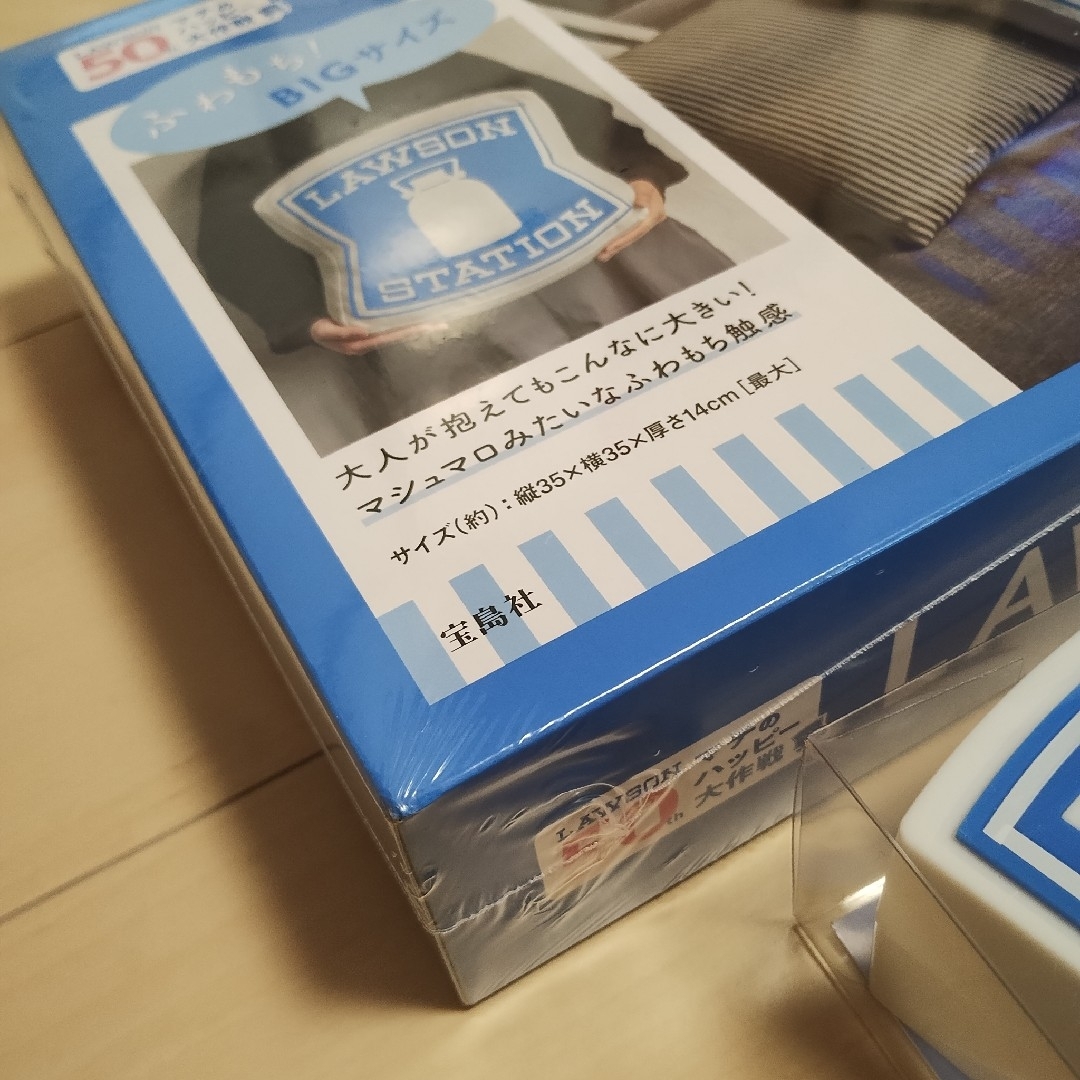 50
ふわもち!
BIGサイズ
LAWSON
STATION
大人が抱えてもこんなに大きい!
マシュマロみたいなふわもち触感
サイズ(約):縦35×横35×厚さ14cm[最大]
宝島社
LAWSON
50th
ハッピー
大作戦